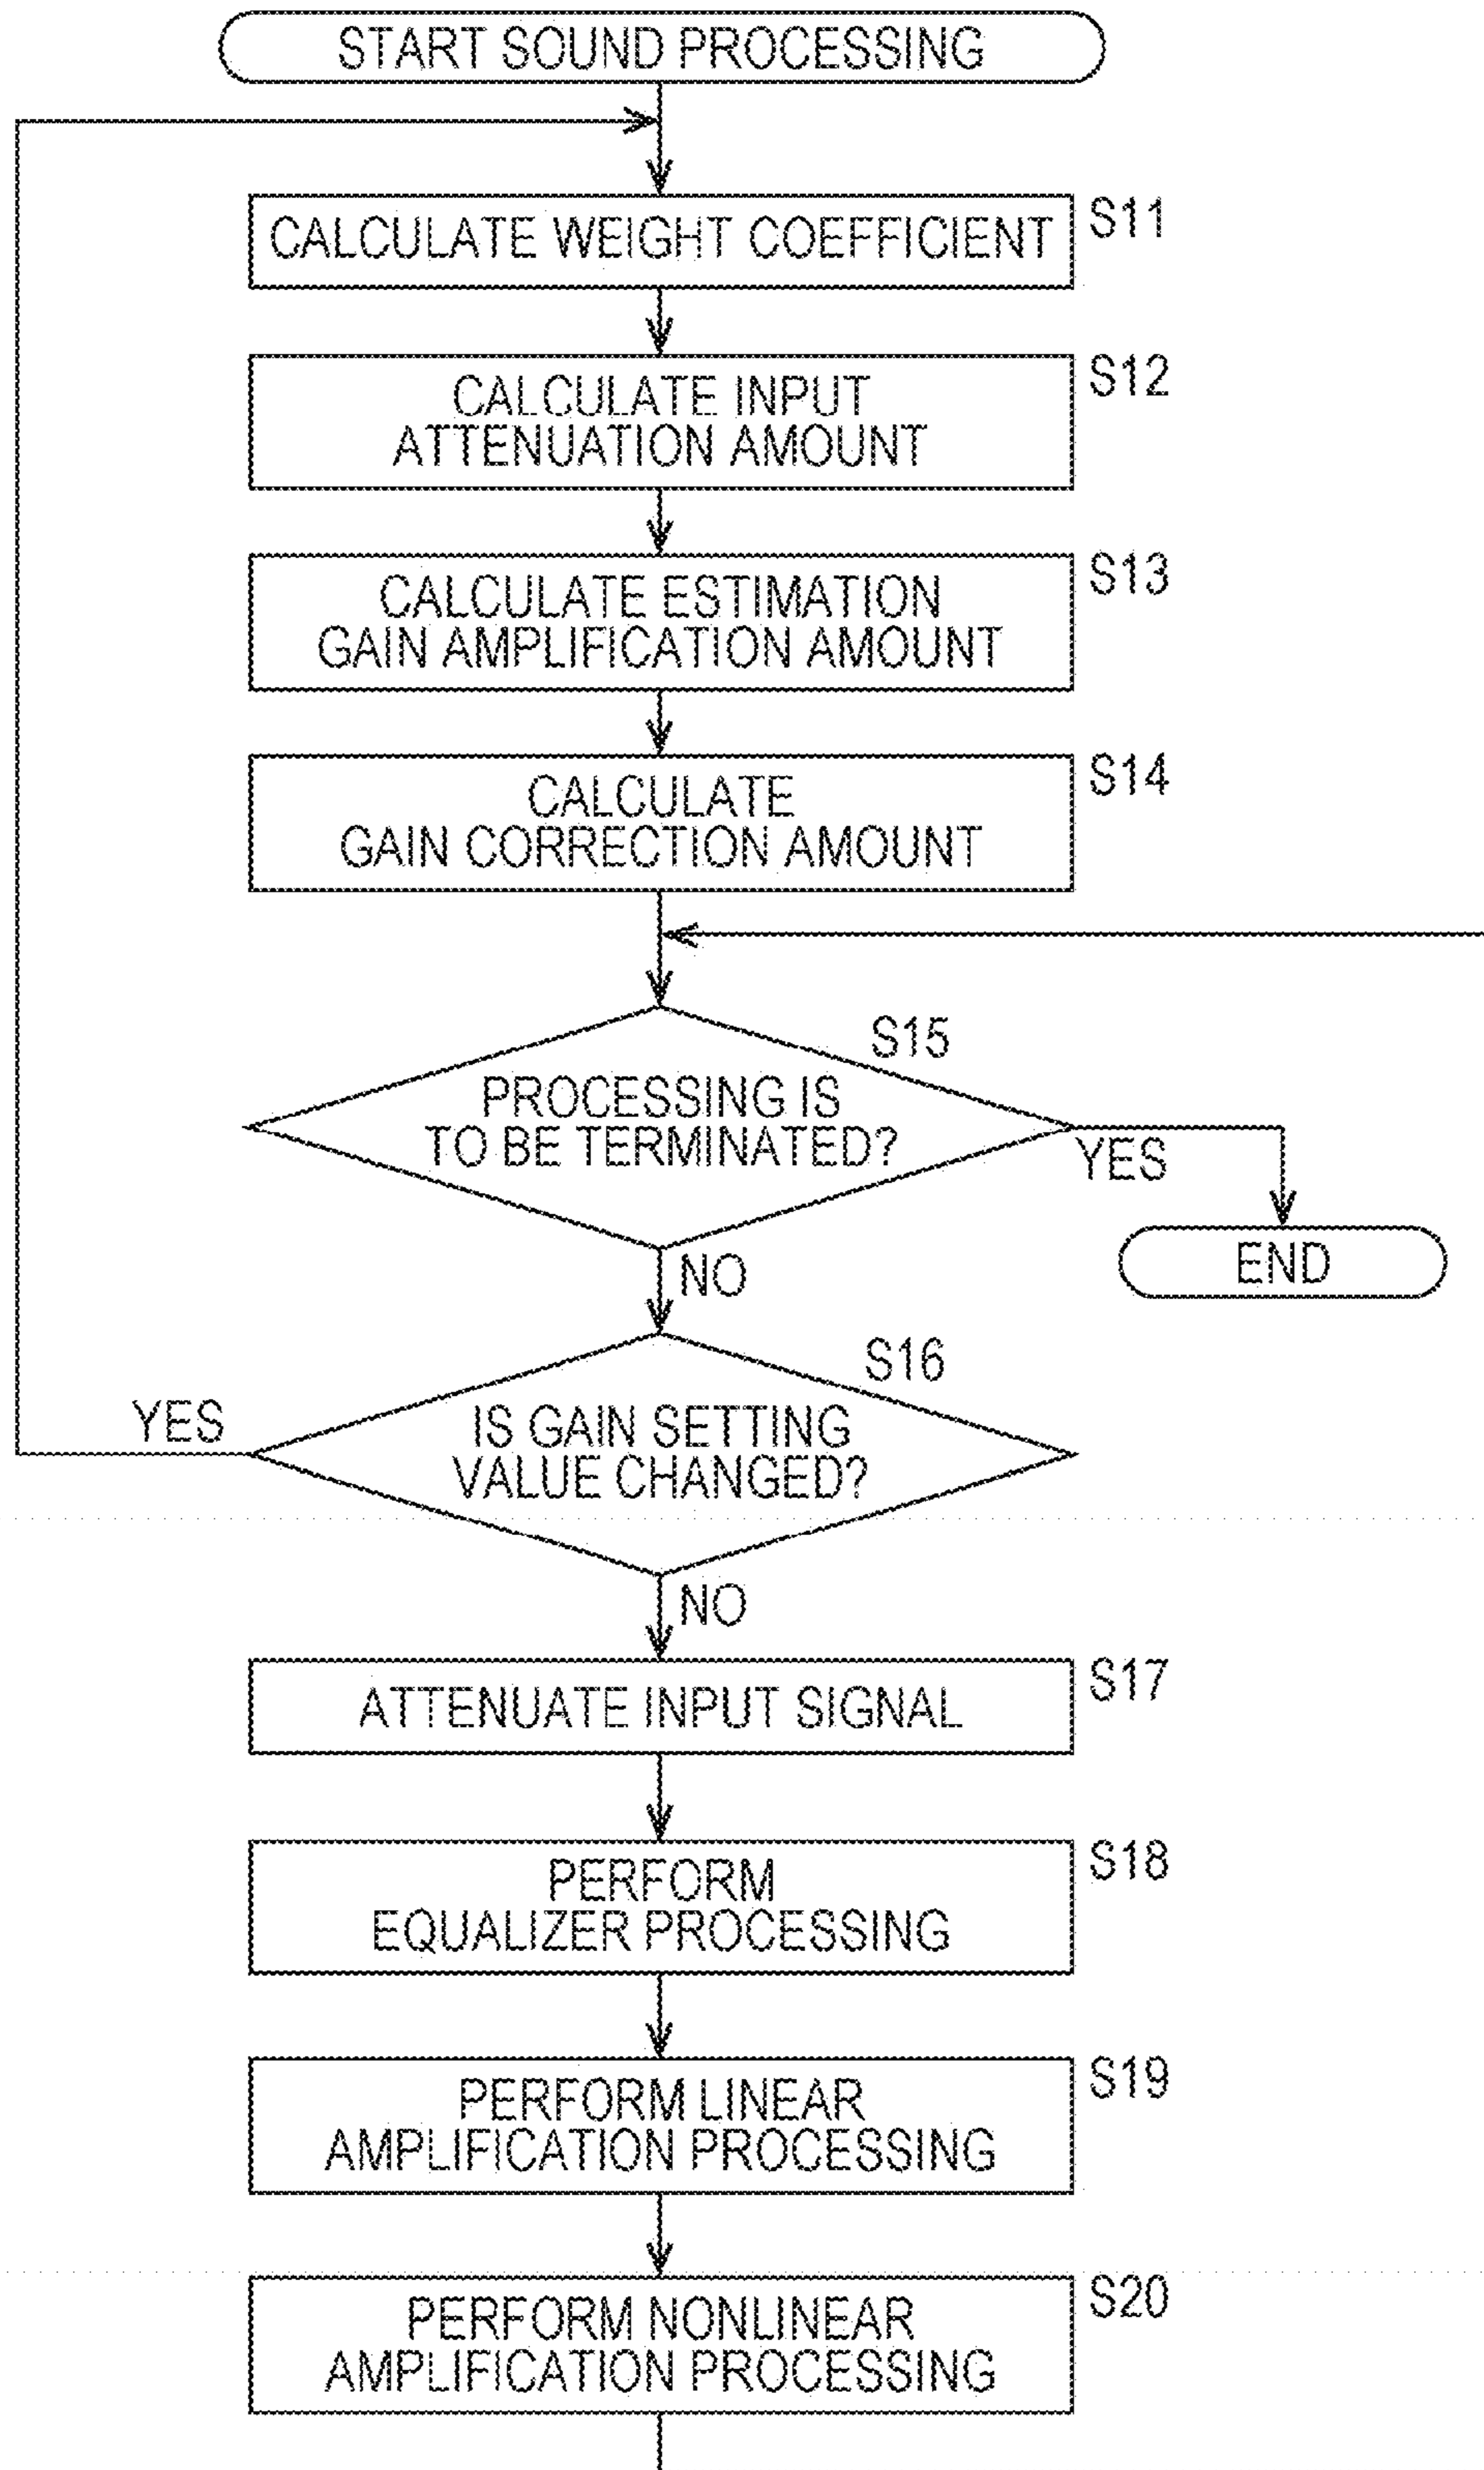 START SOUND PROCESSING
CALCULATE WEIGHT COEFFICIENT
S11
CALCULATE INPUT
ATTENUATION AMOUNT
S12
CALCULATE ESTIMATION
GAIN AMPLIFICATION AMOUNT
S13
CALCULATE
GAIN CORRECTION AMOUNT
S14
S15
PROCESSING IS
TO BE TERMINATED?
YES
END
NO
S16
YES
IS GAIN SETTING
VALUE CHANGED?
NO
ATTENUATE INPUT SIGNAL
S17
PERFORM
EQUALIZER PROCESSING
S18
PERFORM LINEAR
AMPLIFICATION PROCESSING
S19
PERFORM NONLINEAR
AMPLIFICATION PROCESSING
S20